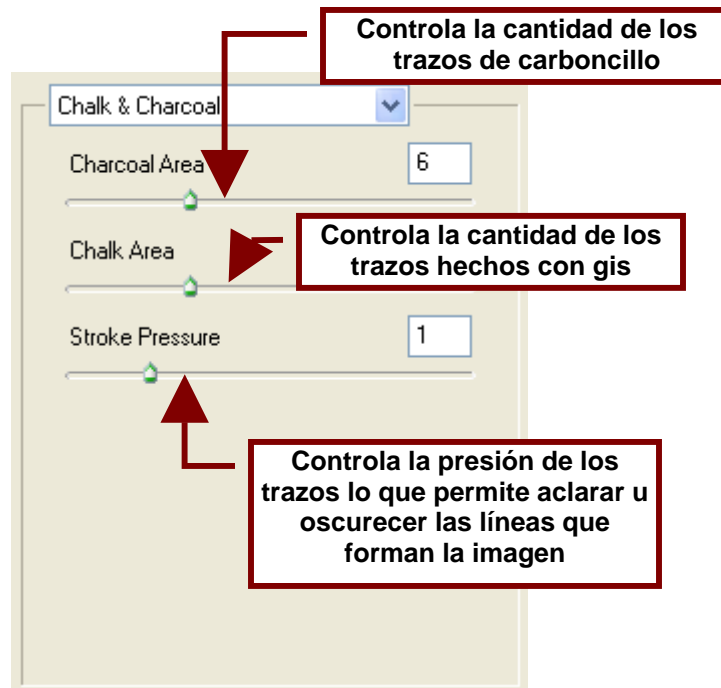 Controla la cantidad de los
trazos de carboncillo
Chalk & Charcoal
Charcoal Area
6
Controla la cantidad de los
trazos hechos con gis
Chalk Area
Stroke Pressure
1
Controla la presión de los
trazos lo que permite aclarar u
oscurecer las líneas que
forman la imagen